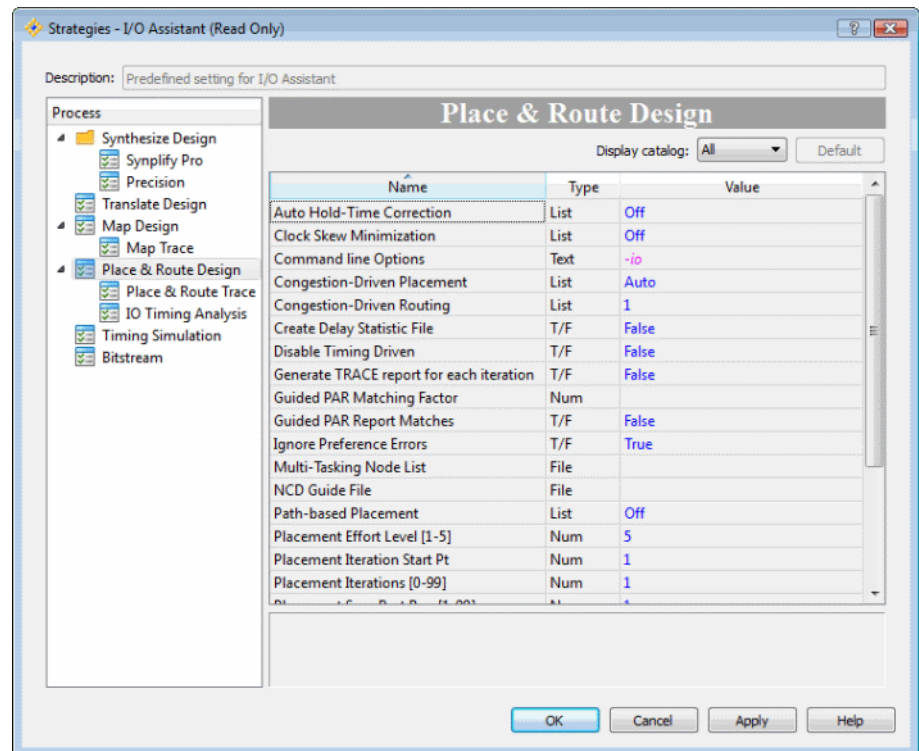 Strategies - I/O Assistant (Read Only)
Description: Predefined setting for I/O Assistant
Process
Synthesize Design
Synplify Pro
Precision
Translate Design
Map Design
Map Trace
Place & Route Design
Place & Route Trace
IO Timing Analysis
Timing Simulation
Bitstream
Place & Route Design
Display catalog: All Default
Name Type Value
Auto Hold-Time Correction List Off
Clock Skew Minimization List Off
Command line Options Text -io
Congestion-Driven Placement List Auto
Congestion-Driven Routing List 1
Create Delay Statistic File T/F False
Disable Timing Driven T/F False
Generate TRACE report for each iteration T/F False
Guided PAR Matching Factor Num
Guided PAR Report Matches T/F False
Ignore Preference Errors T/F True
Multi-Tasking Node List File
NCD Guide File File
Path-based Placement List Off
Placement Effort Level [1-5] Num 5
Placement Iteration Start Pt Num 1
Placement Iterations [0-99] Num 1
OK Cancel Apply Help